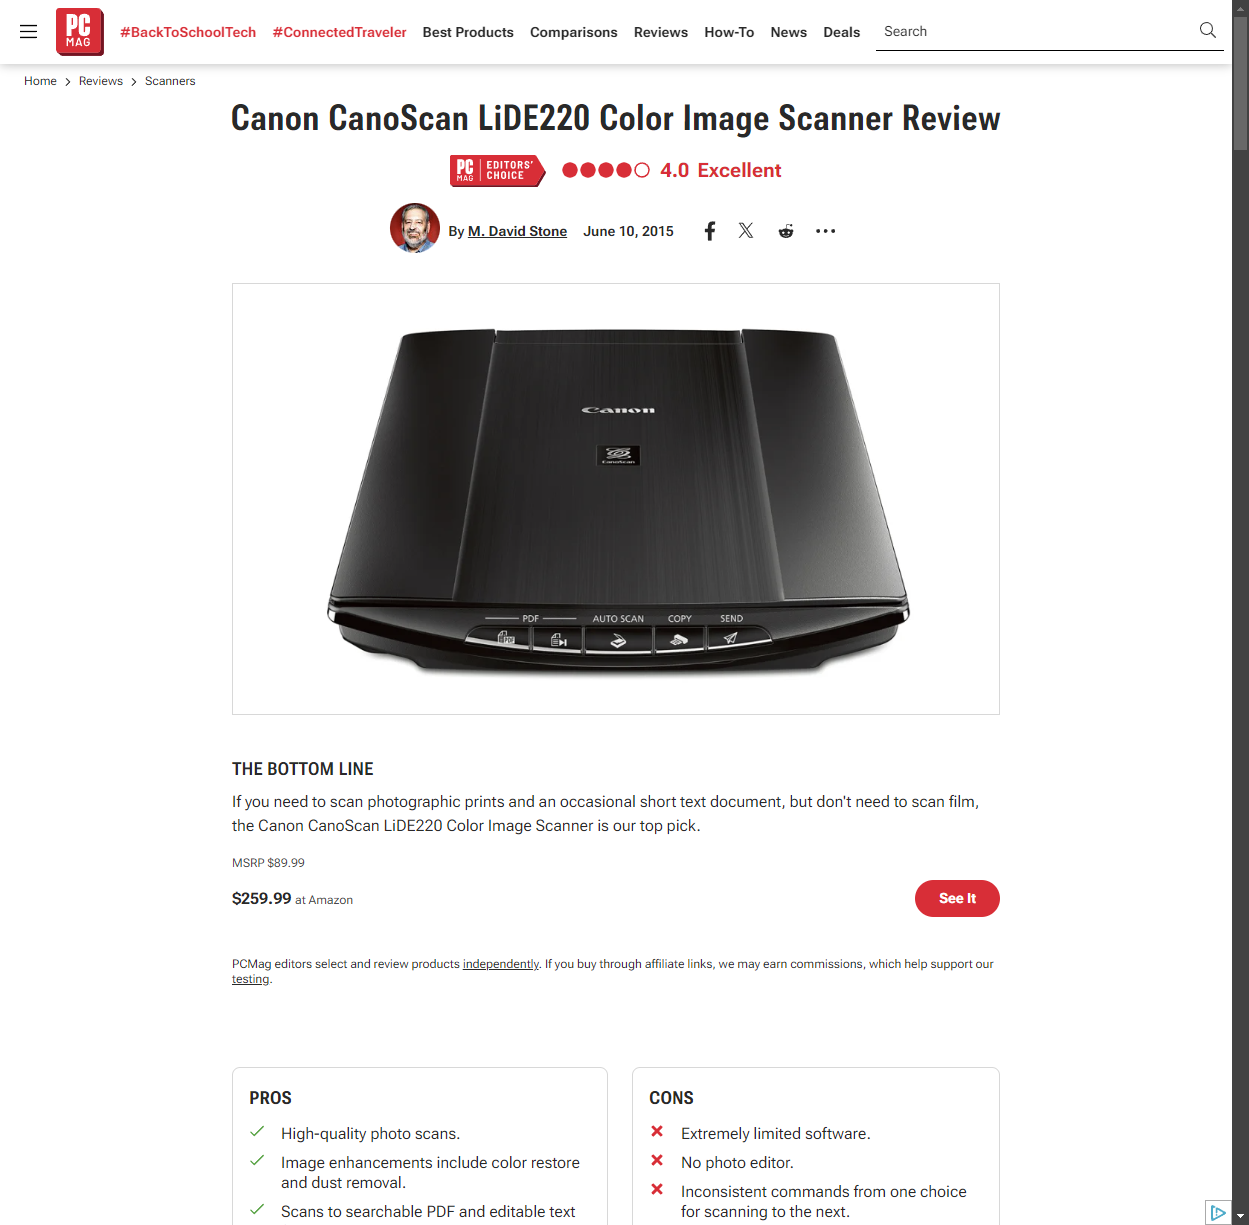 PC
MAG
#BackToSchoolTech #ConnectedTraveler Best Products Comparisons Reviews How-To News Deals Search
Home Reviews Scanners
Canon CanoScan LiDE220 Color Image Scanner Review
PC MAG EDITORS' CHOICE 4.0 Excellent
By M. David Stone June 10, 2015
Canon
CanoScan
PDF AUTO SCAN COPY SEND
PDF
THE BOTTOM LINE
If you need to scan photographic prints and an occasional short text document, but don't need to scan film,
the Canon CanoScan LiDE220 Color Image Scanner is our top pick.
MSRP $89.99
$259.99 at Amazon See It
PCMag editors select and review products independently. If you buy through affiliate links, we may earn commissions, which help support our
testing.
PROS
High-quality photo scans.
Image enhancements include color restore
and dust removal.
Scans to searchable PDF and editable text
CONS
Extremely limited software.
No photo editor.
Inconsistent commands from one choice
for scanning to the next.